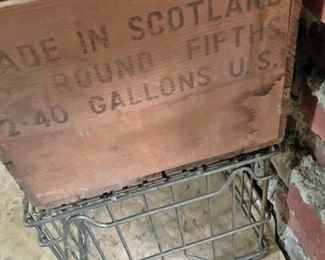 ADE IN SCOTLAND
ROUND FIFTHS
2·40 GALLONS U.S.